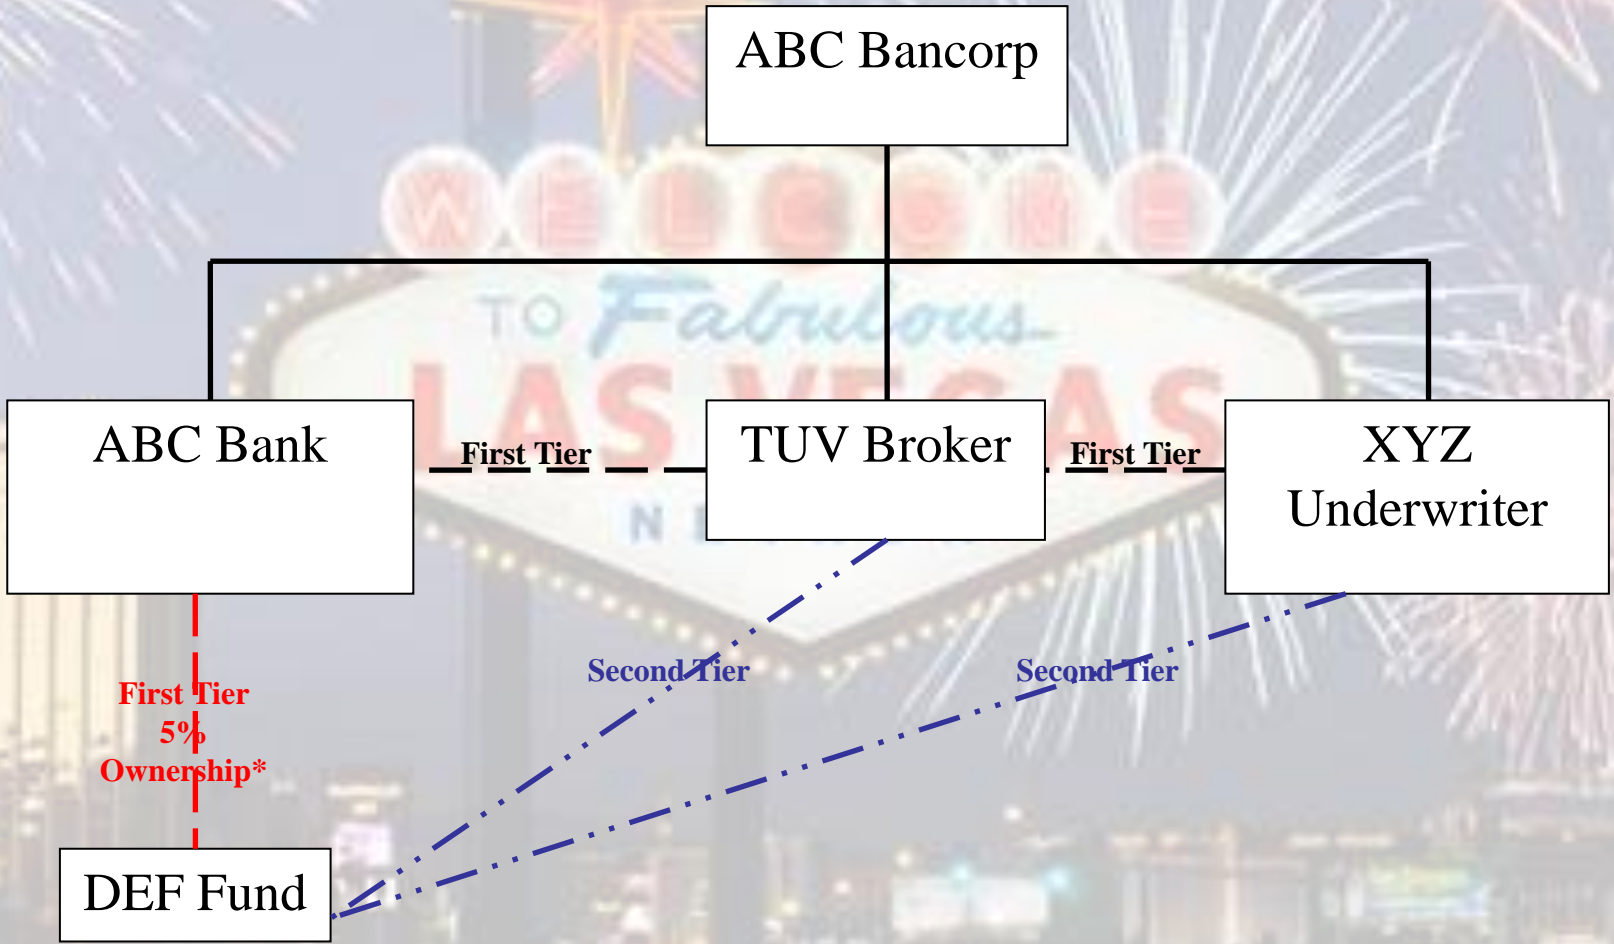 ABC Bancorp
WELCOME
TO Fabulous
LAS VEGAS
ABC Bank
First Tier
TUV Broker
First Tier
XYZ
Underwriter
Second Tier
Second Tier
First Tier
5%
Ownership*
DEF Fund